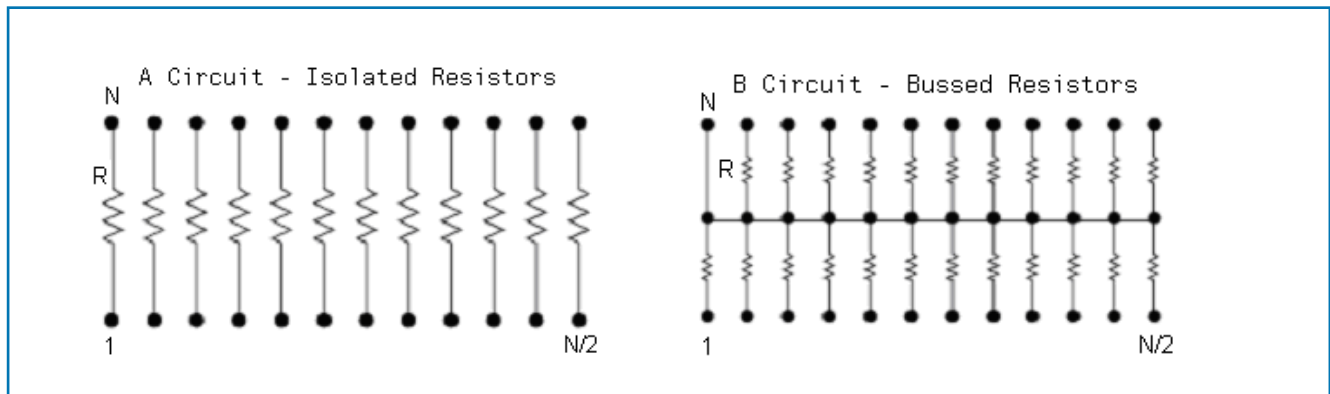 A Circuit - Isolated Resistors
N
R
1
N/2
B Circuit - Bussed Resistors
N
R
1
N/2